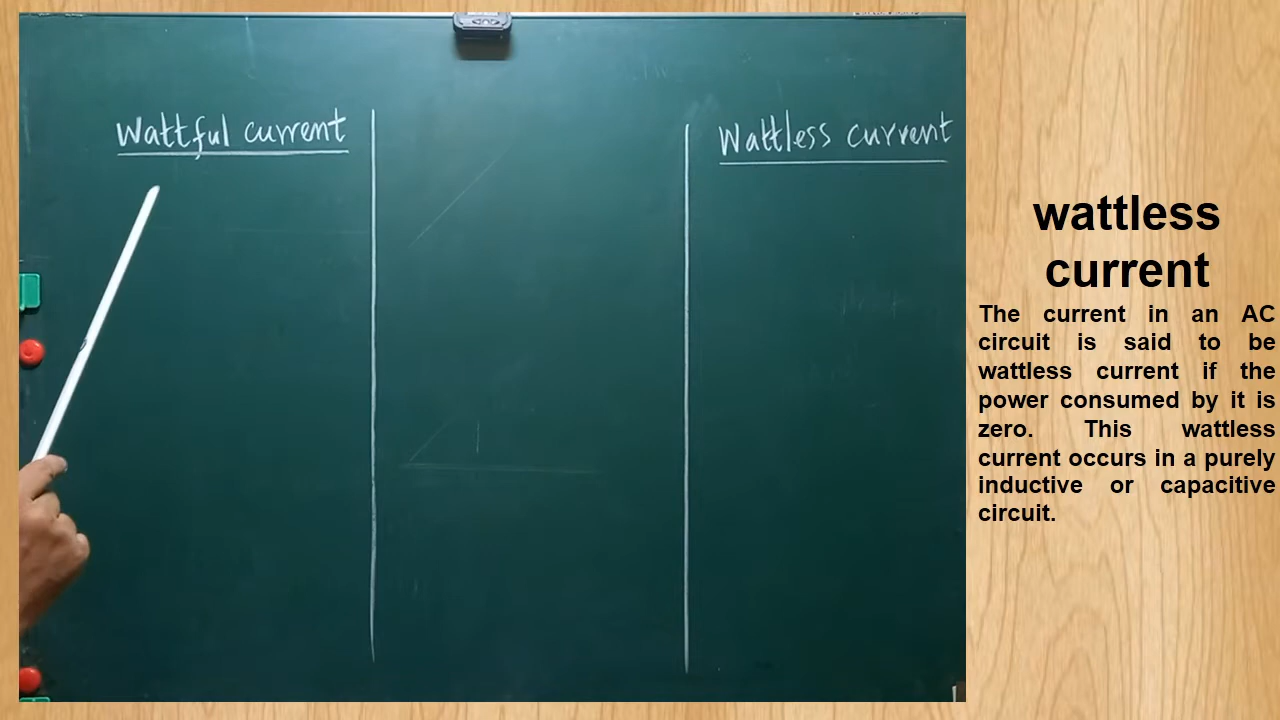 Wattful current
Wattless current
wattless
current
The current in an AC
circuit is said to be
wattless current if the
power consumed by it is
zero. This wattless
current occurs in a purely
inductive or capacitive
circuit.